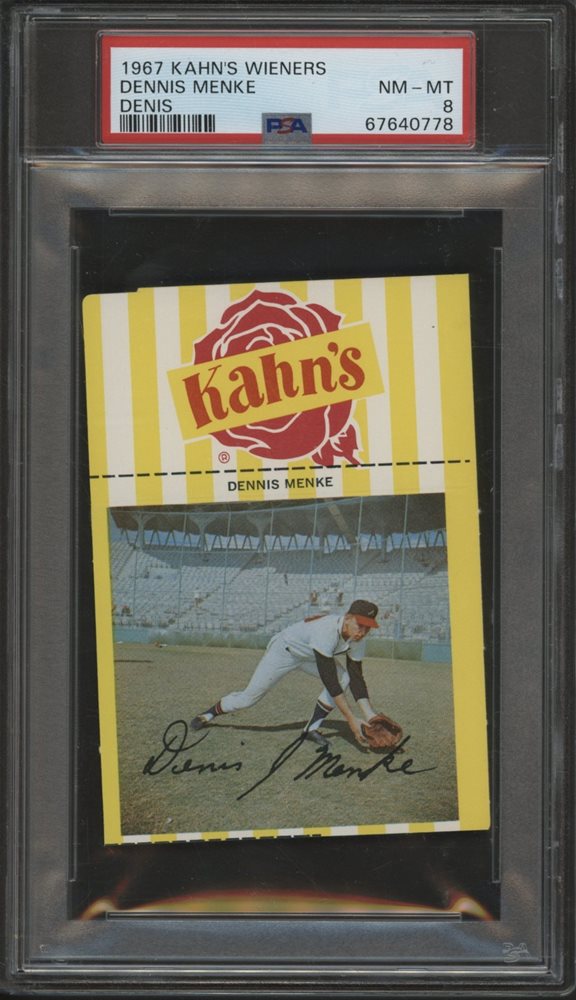 1967 KAHN'S WIENERS
DENNIS MENKE NM – MT
DENIS 8
PSA 67640778
Kahn's
®
DENNIS MENKE
Denis J Menke